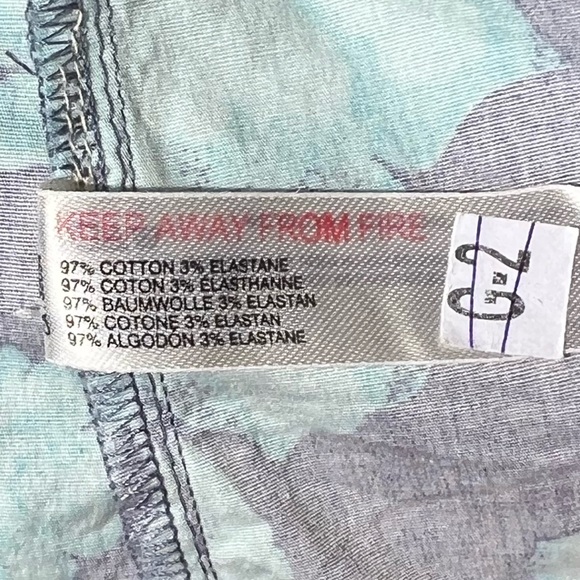 KEEP AWAY FROM FIRE
97% COTTON 3% ELASTANE
97% COTON 3% ELASTHANNE
97% BAUMWOLLE 3% ELASTAN
97% COTONE 3% ELASTAN
97% ALGODON 3% ELASTANE
G-2